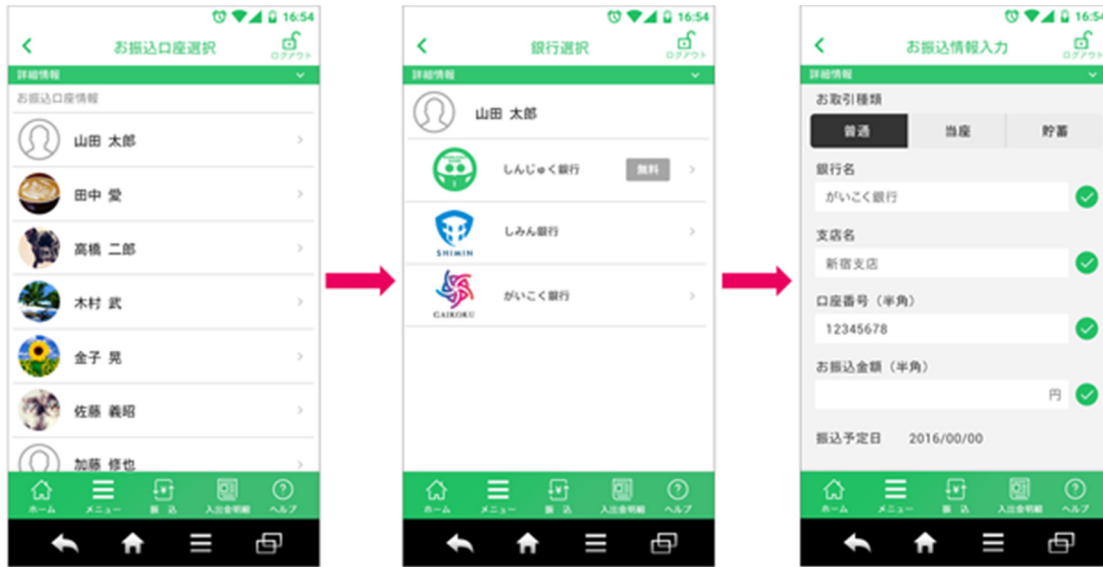 16:54
お振込口座選択
ログアウト
詳細情報
お振込口座情報
山田 太郎
田中 愛
高橋 二郎
木村 武
金子 晃
佐藤 義昭
加藤 修也
ホーム メニュー 振 込 入出金明細 ヘルプ
16:54
銀行選択
ログアウト
詳細情報
山田 太郎
しんじゅく銀行 無料
SHIMIN しみん銀行
GAIKOKU がいこく銀行
ホーム メニュー 振 込 入出金明細 ヘルプ
16:54
お振込情報入力
ログアウト
詳細情報
お取引種類
普通 当座 貯蓄
銀行名
がいこく銀行
支店名
新宿支店
口座番号（半角）
12345678
お振込金額（半角）
円
振込予定日 2016/00/00
ホーム メニュー 振 込 入出金明細 ヘルプ